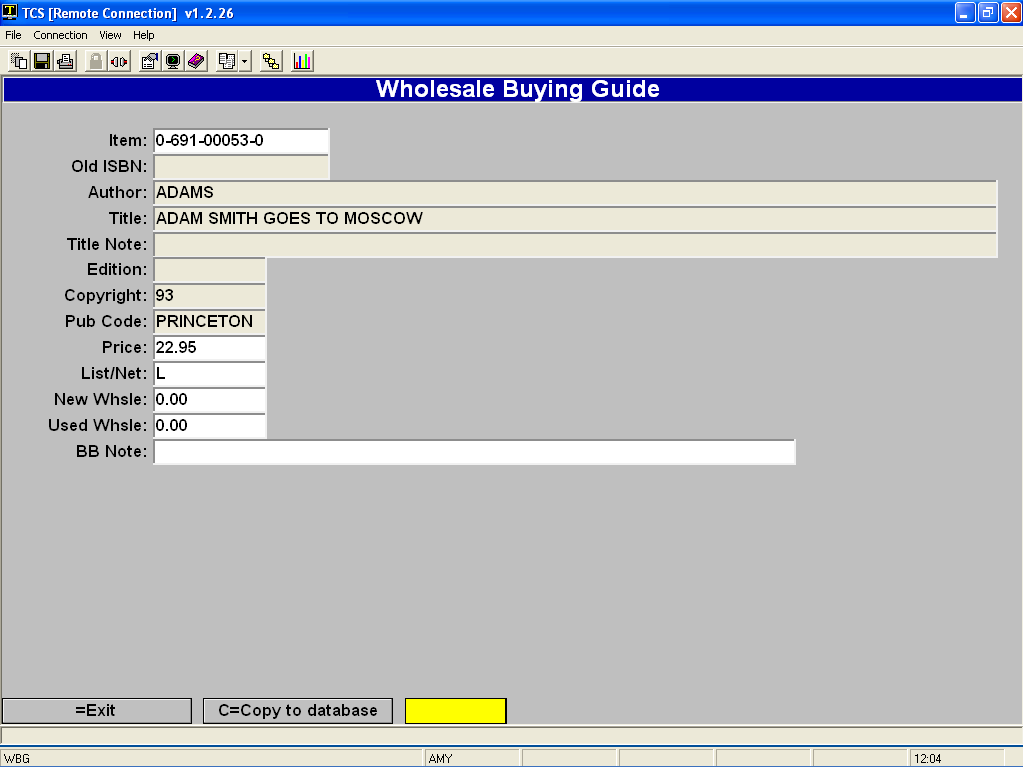 TCS [Remote Connection] v1.2.26
File Connection View Help
Wholesale Buying Guide
Item: 0-691-00053-0
Old ISBN:
Author: ADAMS
Title: ADAM SMITH GOES TO MOSCOW
Title Note:
Edition:
Copyright: 93
Pub Code: PRINCETON
Price: 22.95
List/Net: L
New Whsle: 0.00
Used Whsle: 0.00
BB Note:
=Exit C=Copy to database
WBG AMY 12:04